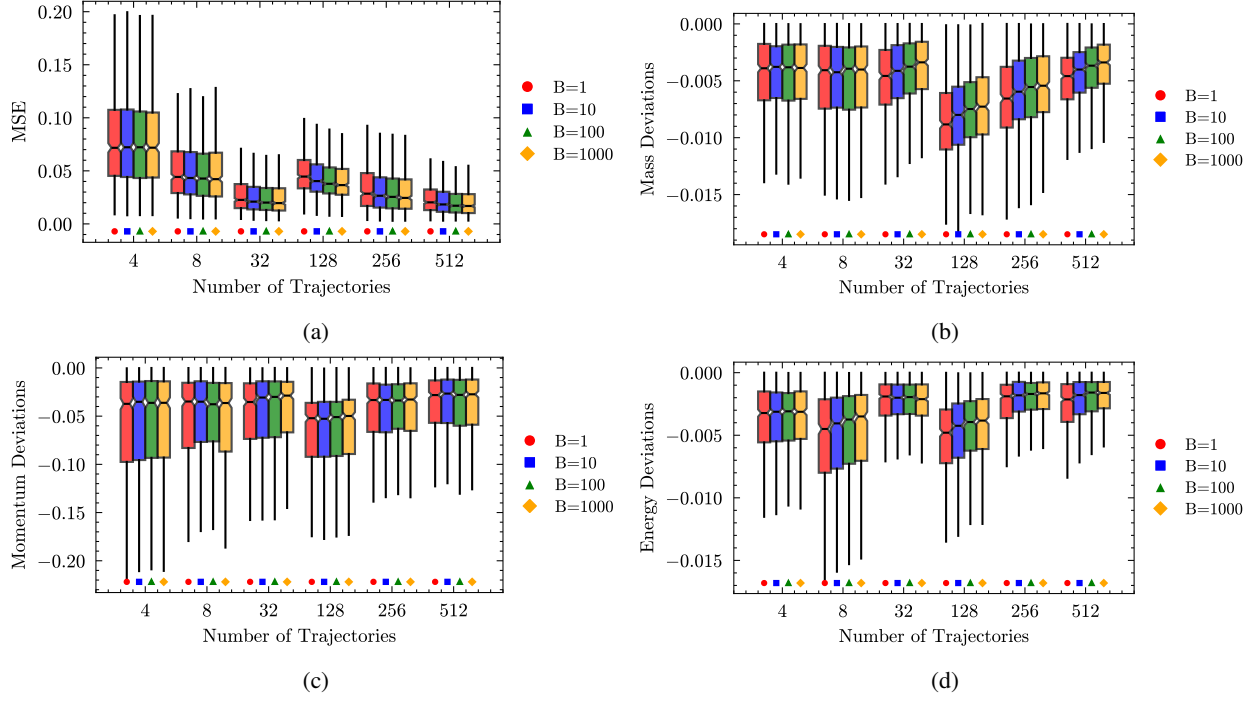 0.20
0.15
0.10
0.05
0.00
MSE
4 8 32 128 256 512
Number of Trajectories
B=1
B=10
B=100
B=1000
(a)
0.000
−0.005
−0.010
−0.015
Mass Deviations
4 8 32 128 256 512
Number of Trajectories
B=1
B=10
B=100
B=1000
(b)
0.00
−0.05
−0.10
−0.15
−0.20
Momentum Deviations
4 8 32 128 256 512
Number of Trajectories
B=1
B=10
B=100
B=1000
(c)
0.000
−0.005
−0.010
−0.015
Energy Deviations
4 8 32 128 256 512
Number of Trajectories
B=1
B=10
B=100
B=1000
(d)